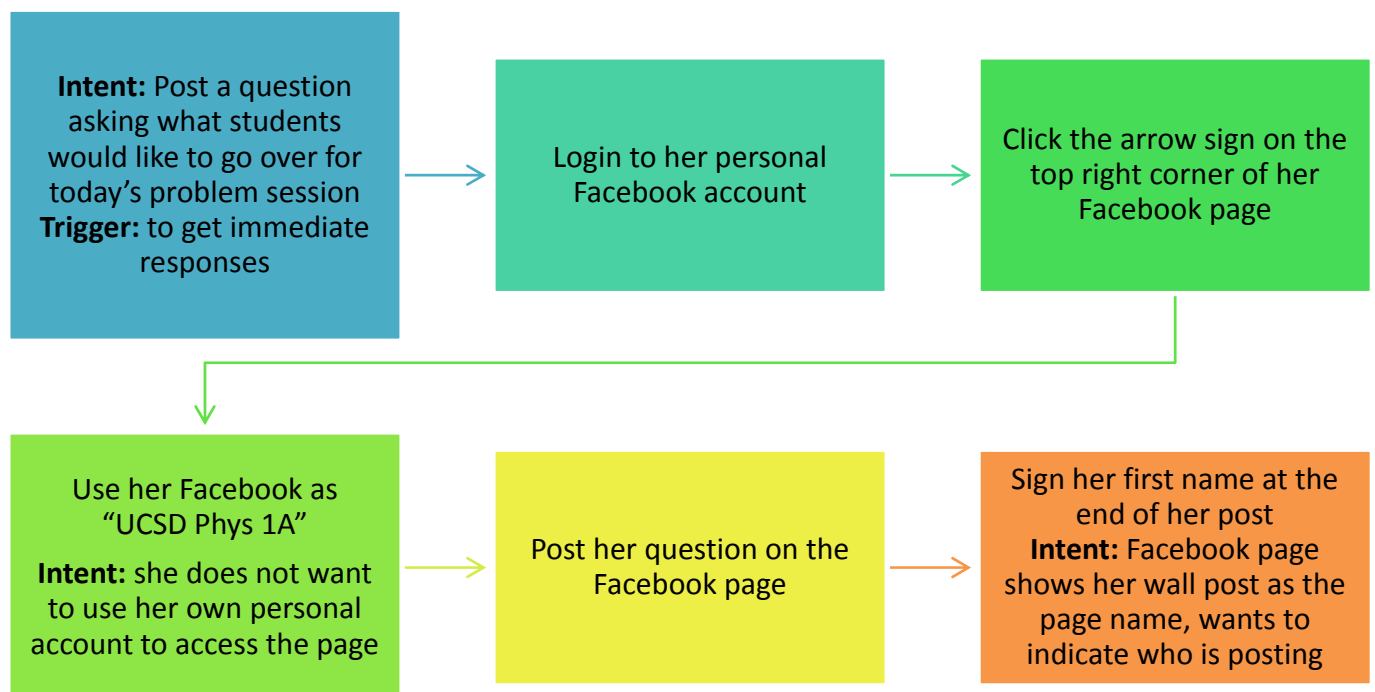 Intent: Post a question
asking what students
would like to go over for
today’s problem session
Trigger: to get immediate
responses
Login to her personal
Facebook account
Click the arrow sign on the
top right corner of her
Facebook page
Use her Facebook as
“UCSD Phys 1A”
Intent: she does not want
to use her own personal
account to access the page
Post her question on the
Facebook page
Sign her first name at the
end of her post
Intent: Facebook page
shows her wall post as the
page name, wants to
indicate who is posting